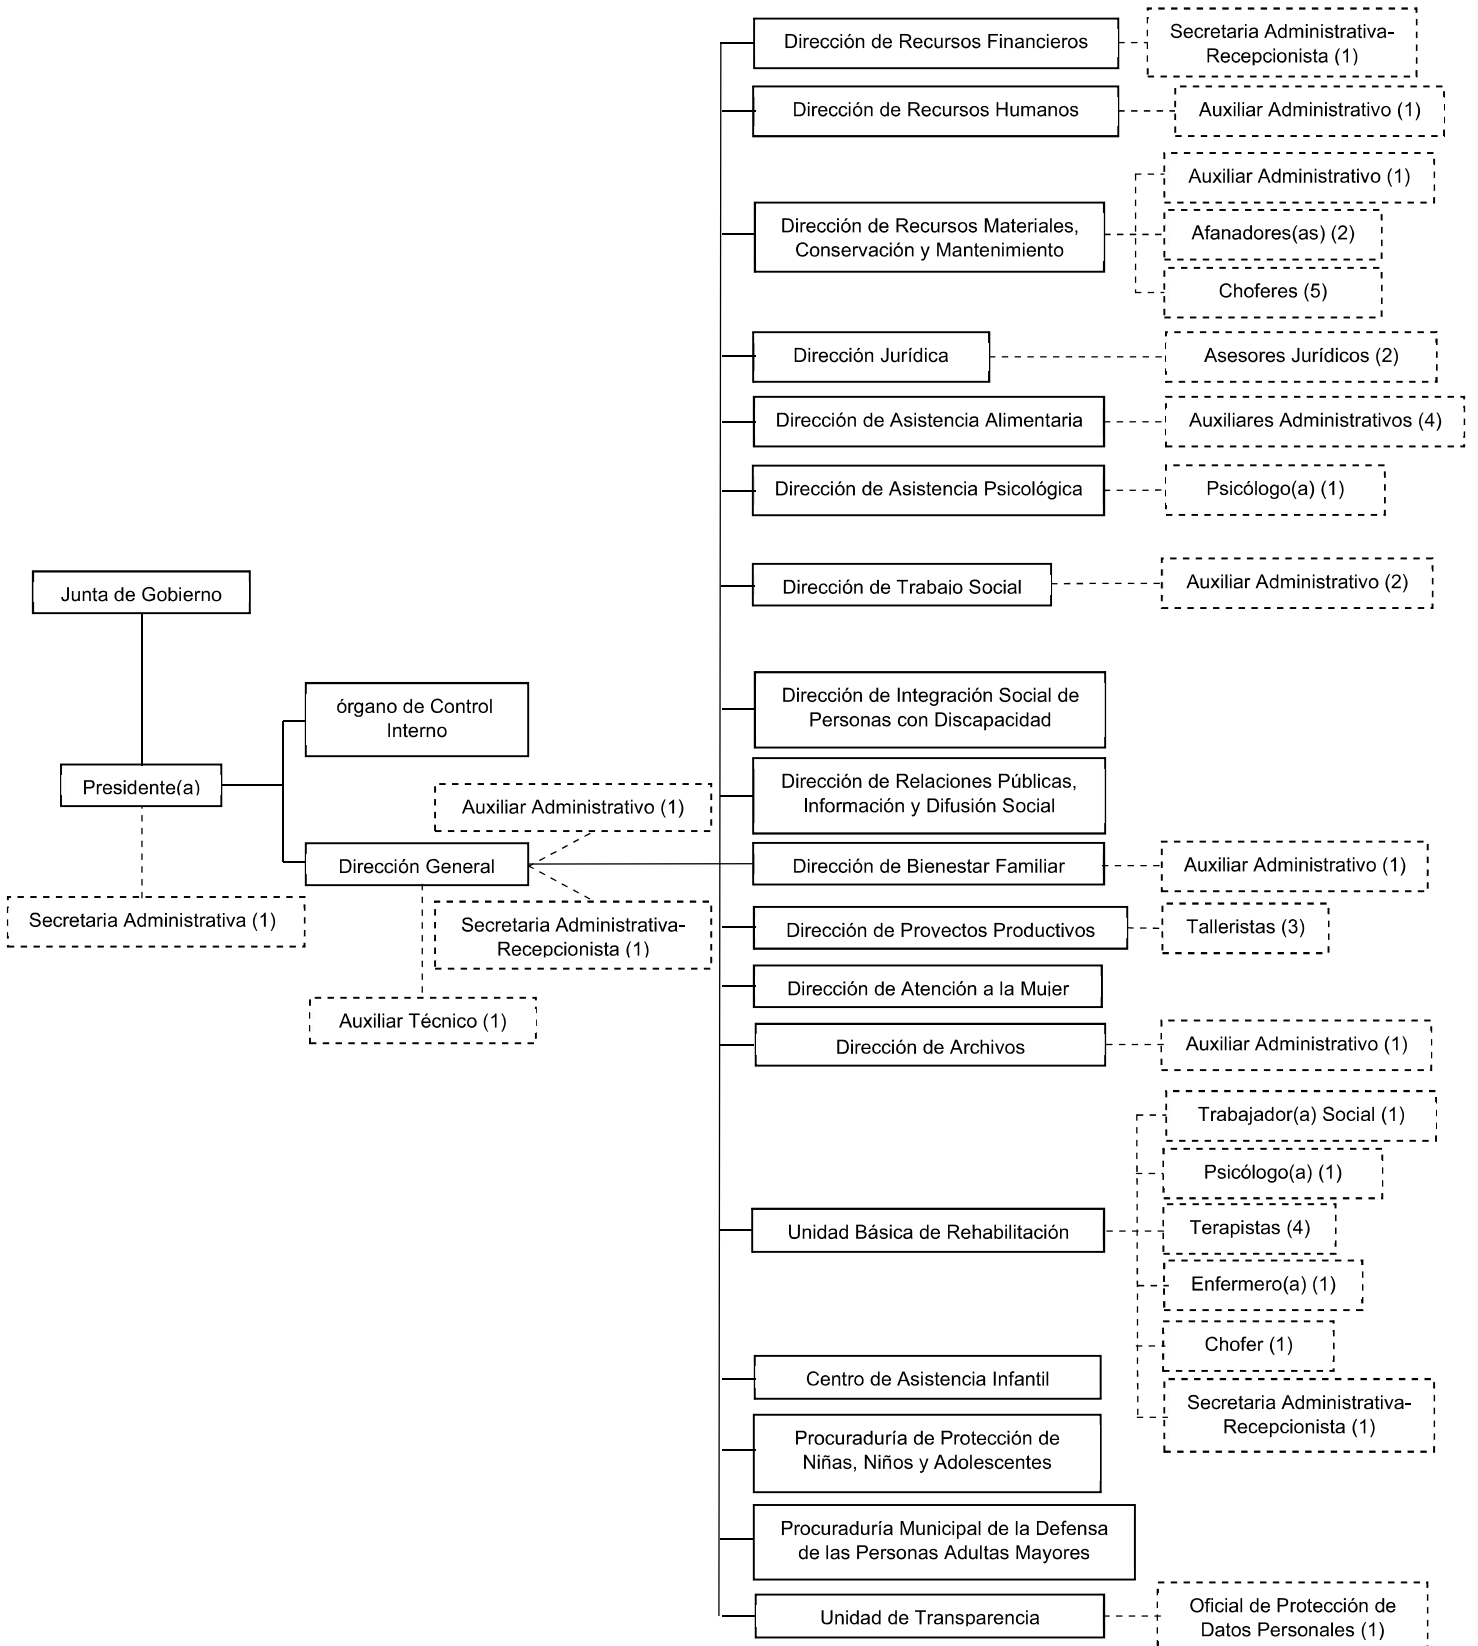 Dirección de Recursos Financieros
Secretaria Administrativa-
Recepcionista (1)
Dirección de Recursos Humanos
Auxiliar Administrativo (1)
Dirección de Recursos Materiales,
Conservación y Mantenimiento
Auxiliar Administrativo (1)
Afanadores(as) (2)
Choferes (5)
Dirección Jurídica
Asesores Jurídicos (2)
Dirección de Asistencia Alimentaria
Auxiliares Administrativos (4)
Dirección de Asistencia Psicológica
Psicólogo(a) (1)
Dirección de Trabajo Social
Auxiliar Administrativo (2)
Junta de Gobierno
órgano de Control
Interno
Presidente(a)
Secretaria Administrativa (1)
Dirección General
Auxiliar Administrativo (1)
Secretaria Administrativa-
Recepcionista (1)
Auxiliar Técnico (1)
Dirección de Integración Social de
Personas con Discapacidad
Dirección de Relaciones Públicas,
Información y Difusión Social
Dirección de Bienestar Familiar
Auxiliar Administrativo (1)
Dirección de Proyectos Productivos
Talleristas (3)
Dirección de Atención a la Mujer
Dirección de Archivos
Auxiliar Administrativo (1)
Unidad Básica de Rehabilitación
Trabajador(a) Social (1)
Psicólogo(a) (1)
Terapistas (4)
Enfermero(a) (1)
Chofer (1)
Secretaria Administrativa-
Recepcionista (1)
Centro de Asistencia Infantil
Procuraduría de Protección de
Niñas, Niños y Adolescentes
Procuraduría Municipal de la Defensa
de las Personas Adultas Mayores
Unidad de Transparencia
Oficial de Protección de
Datos Personales (1)